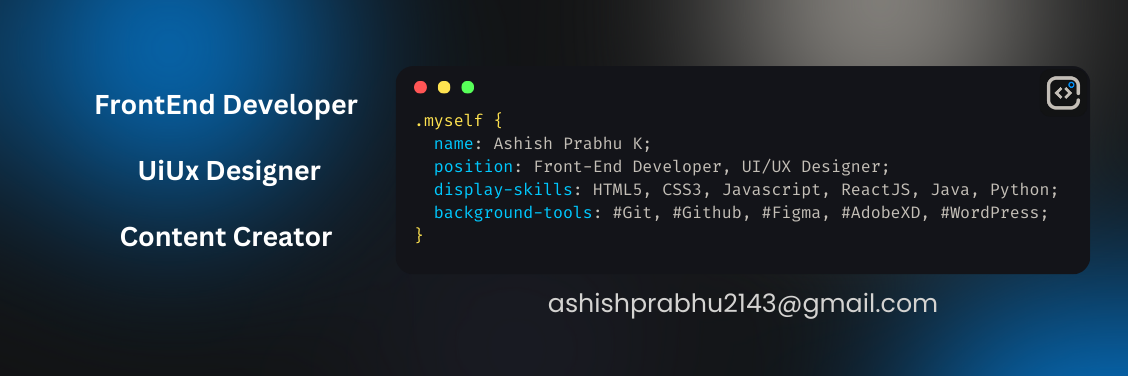 FrontEnd Developer
UiUx Designer
Content Creator
.myself {
name: Ashish Prabhu K;
position: Front-End Developer, UI/UX Designer;
display-skills: HTML5, CSS3, Javascript, ReactJS, Java, Python;
background-tools: #Git, #Github, #Figma, #AdobeXD, #WordPress;
}
ashishprabhu2143@gmail.com